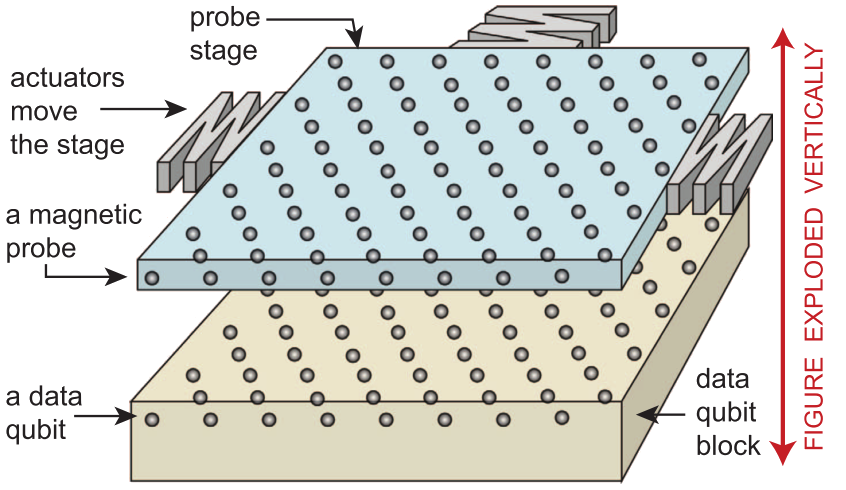 probe
stage
actuators
move
the stage
a magnetic
probe
a data
qubit
data
qubit
block
FIGURE EXPLODED VERTICALLY